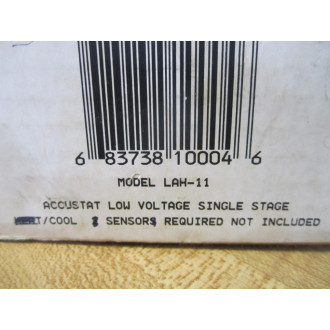 6 83738 10004 6
MODEL LAH-11
ACCUSTAT LOW VOLTAGE SINGLE STAGE
/COOL SENSORS REQUIRED NOT INCLUDED